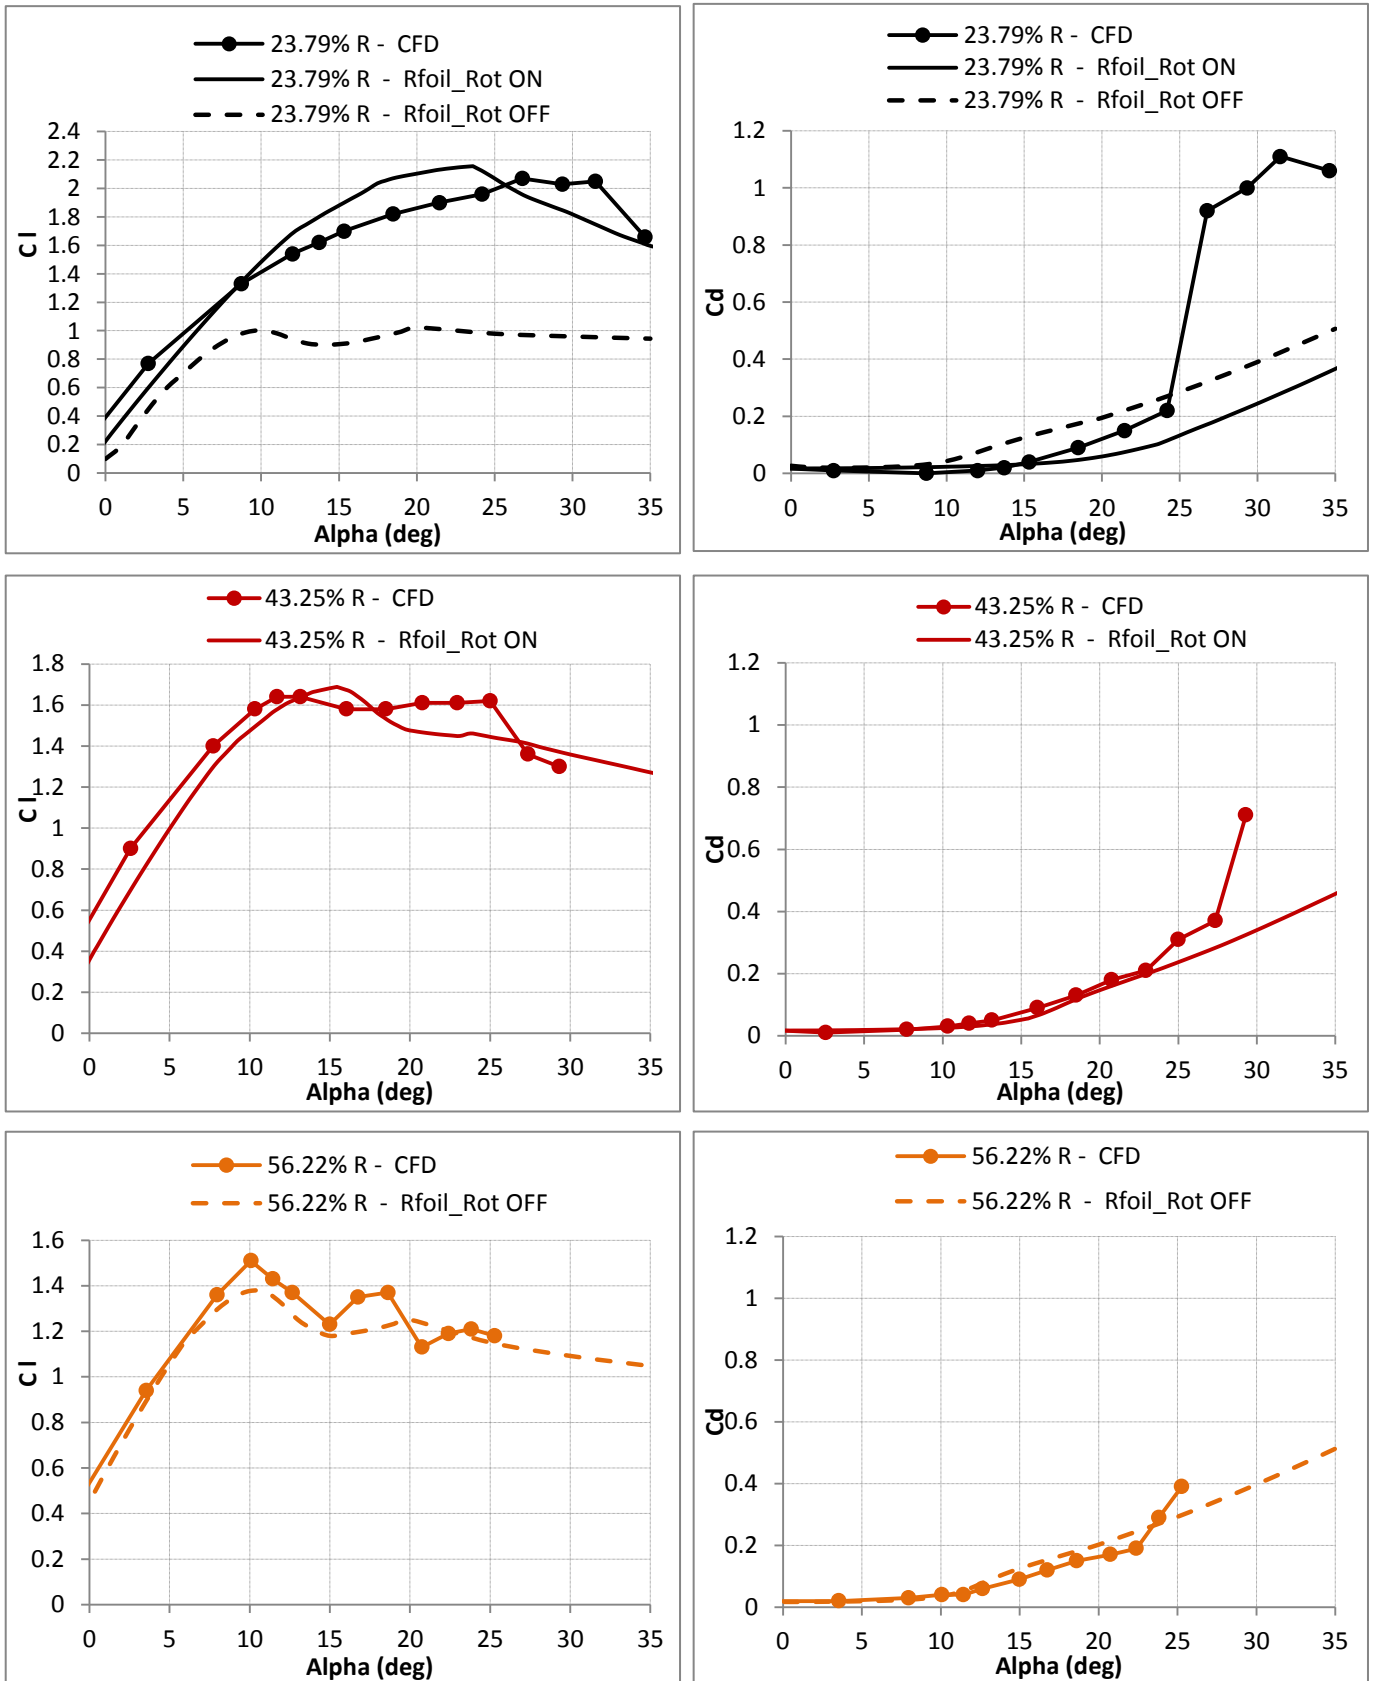 23.79% R - CFD
23.79% R - Rfoil_Rot ON
23.79% R - Rfoil_Rot OFF
2.4
2.2
2
1.8
1.6
1.4
1.2
1
0.8
0.6
0.4
0.2
0
C l
0 5 10 15 20 25 30 35
Alpha (deg)
23.79% R - CFD
23.79% R - Rfoil_Rot ON
23.79% R - Rfoil_Rot OFF
1.2
1
0.8
0.6
0.4
0.2
0
Cd
0 5 10 15 20 25 30 35
Alpha (deg)
43.25% R - CFD
43.25% R - Rfoil_Rot ON
1.8
1.6
1.4
1.2
1
0.8
0.6
0.4
0.2
0
C l
0 5 10 15 20 25 30 35
Alpha (deg)
43.25% R - CFD
43.25% R - Rfoil_Rot ON
1.2
1
0.8
0.6
0.4
0.2
0
Cd
0 5 10 15 20 25 30 35
Alpha (deg)
56.22% R - CFD
56.22% R - Rfoil_Rot OFF
1.6
1.4
1.2
1
0.8
0.6
0.4
0.2
0
C l
0 5 10 15 20 25 30 35
Alpha (deg)
56.22% R - CFD
56.22% R - Rfoil_Rot OFF
1.2
1
0.8
0.6
0.4
0.2
0
Cd
0 5 10 15 20 25 30 35
Alpha (deg)